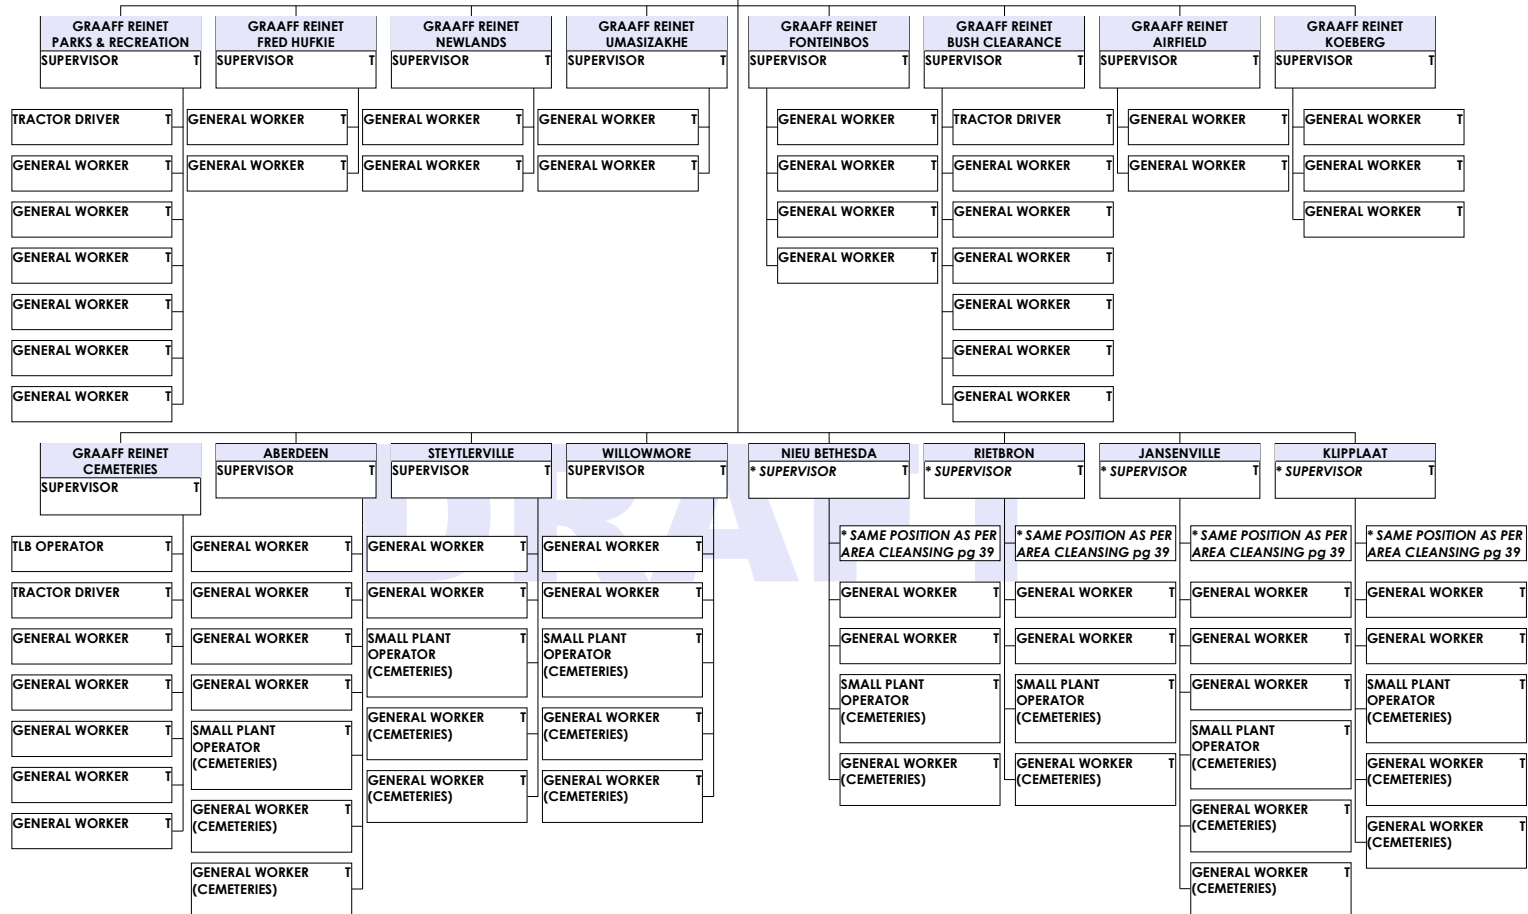 GRAAFF REINET
PARKS & RECREATION
SUPERVISOR T
TRACTOR DRIVER T
GENERAL WORKER T
GENERAL WORKER T
GENERAL WORKER T
GENERAL WORKER T
GENERAL WORKER T
GENERAL WORKER T
GRAAFF REINET
FRED HUFKIE
SUPERVISOR T
GENERAL WORKER T
GENERAL WORKER T
GRAAFF REINET
NEWLANDS
SUPERVISOR T
GENERAL WORKER T
GENERAL WORKER T
GRAAFF REINET
UMASIZAKHE
SUPERVISOR T
GENERAL WORKER T
GENERAL WORKER T
GRAAFF REINET
FONTEINBOS
SUPERVISOR T
GENERAL WORKER T
GENERAL WORKER T
GENERAL WORKER T
GENERAL WORKER T
GRAAFF REINET
BUSH CLEARANCE
SUPERVISOR T
TRACTOR DRIVER T
GENERAL WORKER T
GENERAL WORKER T
GENERAL WORKER T
GENERAL WORKER T
GENERAL WORKER T
GENERAL WORKER T
GRAAFF REINET
AIRFIELD
SUPERVISOR T
GENERAL WORKER T
GENERAL WORKER T
GRAAFF REINET
KOEBERG
SUPERVISOR T
GENERAL WORKER T
GENERAL WORKER T
GENERAL WORKER T
GRAAFF REINET
CEMETERIES
SUPERVISOR T
TLB OPERATOR T
TRACTOR DRIVER T
GENERAL WORKER T
GENERAL WORKER T
GENERAL WORKER T
GENERAL WORKER T
GENERAL WORKER T
ABERDEEN
SUPERVISOR T
GENERAL WORKER T
GENERAL WORKER T
GENERAL WORKER T
GENERAL WORKER T
SMALL PLANT T
OPERATOR
(CEMETERIES)
GENERAL WORKER T
(CEMETERIES)
GENERAL WORKER T
(CEMETERIES)
STEYTLERVILLE
SUPERVISOR T
GENERAL WORKER T
GENERAL WORKER T
SMALL PLANT T
OPERATOR
(CEMETERIES)
GENERAL WORKER T
(CEMETERIES)
GENERAL WORKER T
(CEMETERIES)
WILLOWMORE
SUPERVISOR T
GENERAL WORKER T
GENERAL WORKER T
SMALL PLANT T
OPERATOR
(CEMETERIES)
GENERAL WORKER T
(CEMETERIES)
GENERAL WORKER T
(CEMETERIES)
NIEU BETHESDA
* SUPERVISOR T
* SAME POSITION AS PER
AREA CLEANSING pg 39
GENERAL WORKER T
GENERAL WORKER T
SMALL PLANT T
OPERATOR
(CEMETERIES)
GENERAL WORKER T
(CEMETERIES)
RIETBRON
* SUPERVISOR T
* SAME POSITION AS PER
AREA CLEANSING pg 39
GENERAL WORKER T
GENERAL WORKER T
SMALL PLANT T
OPERATOR
(CEMETERIES)
GENERAL WORKER T
(CEMETERIES)
JANSENVILLE
* SUPERVISOR T
* SAME POSITION AS PER
AREA CLEANSING pg 39
GENERAL WORKER T
GENERAL WORKER T
GENERAL WORKER T
SMALL PLANT T
OPERATOR
(CEMETERIES)
GENERAL WORKER T
(CEMETERIES)
GENERAL WORKER T
(CEMETERIES)
KLIPPLAAT
* SUPERVISOR T
* SAME POSITION AS PER
AREA CLEANSING pg 39
GENERAL WORKER T
GENERAL WORKER T
SMALL PLANT T
OPERATOR
(CEMETERIES)
GENERAL WORKER T
(CEMETERIES)
GENERAL WORKER T
(CEMETERIES)
DRAFT